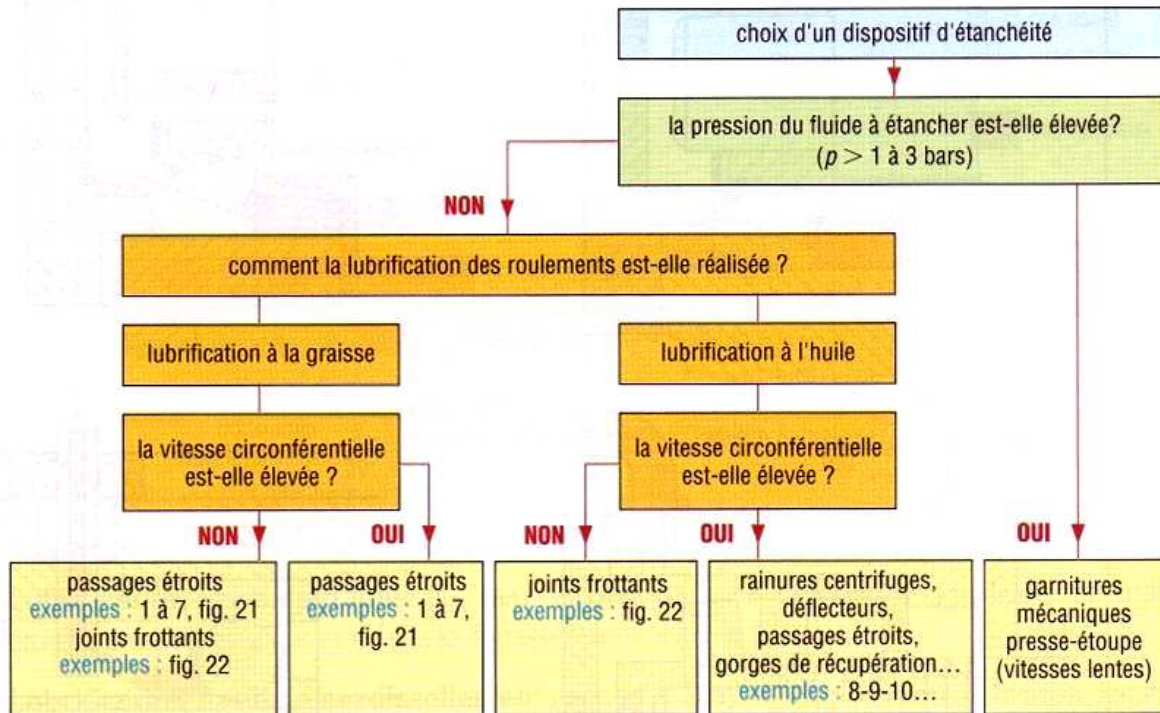 choix d'un dispositif d'étanchéité
la pression du fluide à étancher est-elle élevée?
(p > 1 à 3 bars)
NON
comment la lubrification des roulements est-elle réalisée ?
lubrification à la graisse
lubrification à l'huile
la vitesse circonférentielle
est-elle élevée ?
la vitesse circonférentielle
est-elle élevée ?
NON
OUI
NON
OUI
OUI
passages étroits
exemples : 1 à 7, fig. 21
joints frottants
exemples : fig. 22
passages étroits
exemples : 1 à 7,
fig. 21
joints frottants
exemples : fig. 22
rainures centrifuges,
déflecteurs,
passages étroits,
gorges de récupération...
exemples : 8-9-10...
garnitures
mécaniques
presse-étoupe
(vitesses lentes)